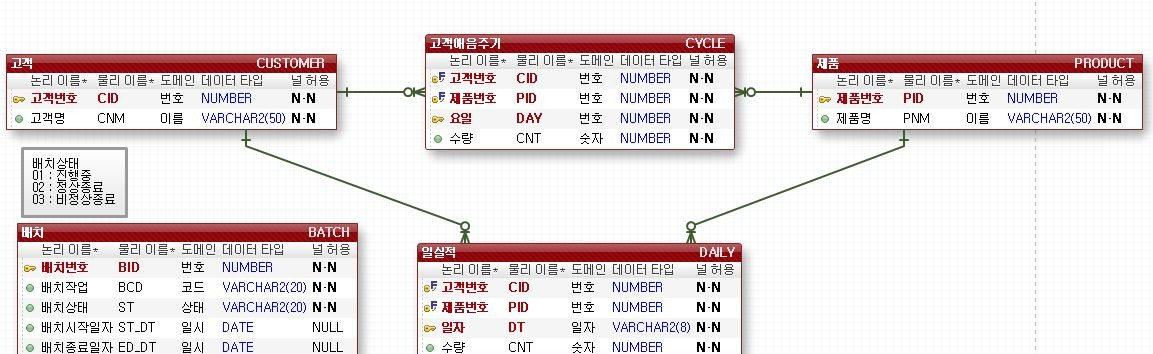 고객 CUSTOMER
논리 이름* 물리 이름* 도메인 데이터 타입 널 허용
고객번호 CID 번호 NUMBER N-N
고객명 CNM 이름 VARCHAR2(50) N-N
고객애음주기 CYCLE
논리 이름* 물리 이름* 도메인 데이터 타입 널 허용
F 고객번호 CID 번호 NUMBER N-N
F 제품번호 PID 번호 NUMBER N-N
요일 DAY 번호 NUMBER N-N
수량 CNT 숫자 NUMBER N-N
제품 PRODUCT
논리 이름* 물리 이름* 도메인 데이터 타입 널 허용
제품번호 PID 번호 NUMBER N-N
제품명 PNM 이름 VARCHAR2(50) N-N
배치상태
01 : 진행중
02 : 정상종료
03 : 비정상종료
배치 BATCH
논리 이름* 물리 이름* 도메인 데이터 타입 널 허용
배치번호 BID 번호 NUMBER N-N
배치작업 BCD 코드 VARCHAR2(20) N-N
배치상태 ST 상태 VARCHAR2(20) N-N
배치시작일자 ST_DT 일시 DATE NULL
배치종료일자 ED_DT 일시 DATE NULL
일실적 DAILY
논리 이름* 물리 이름* 도메인 데이터 타입 널 허용
F 고객번호 CID 번호 NUMBER N-N
F 제품번호 PID 번호 NUMBER N-N
일자 DT 일자 VARCHAR2(8) N-N
수량 CNT 숫자 NUMBER N-N